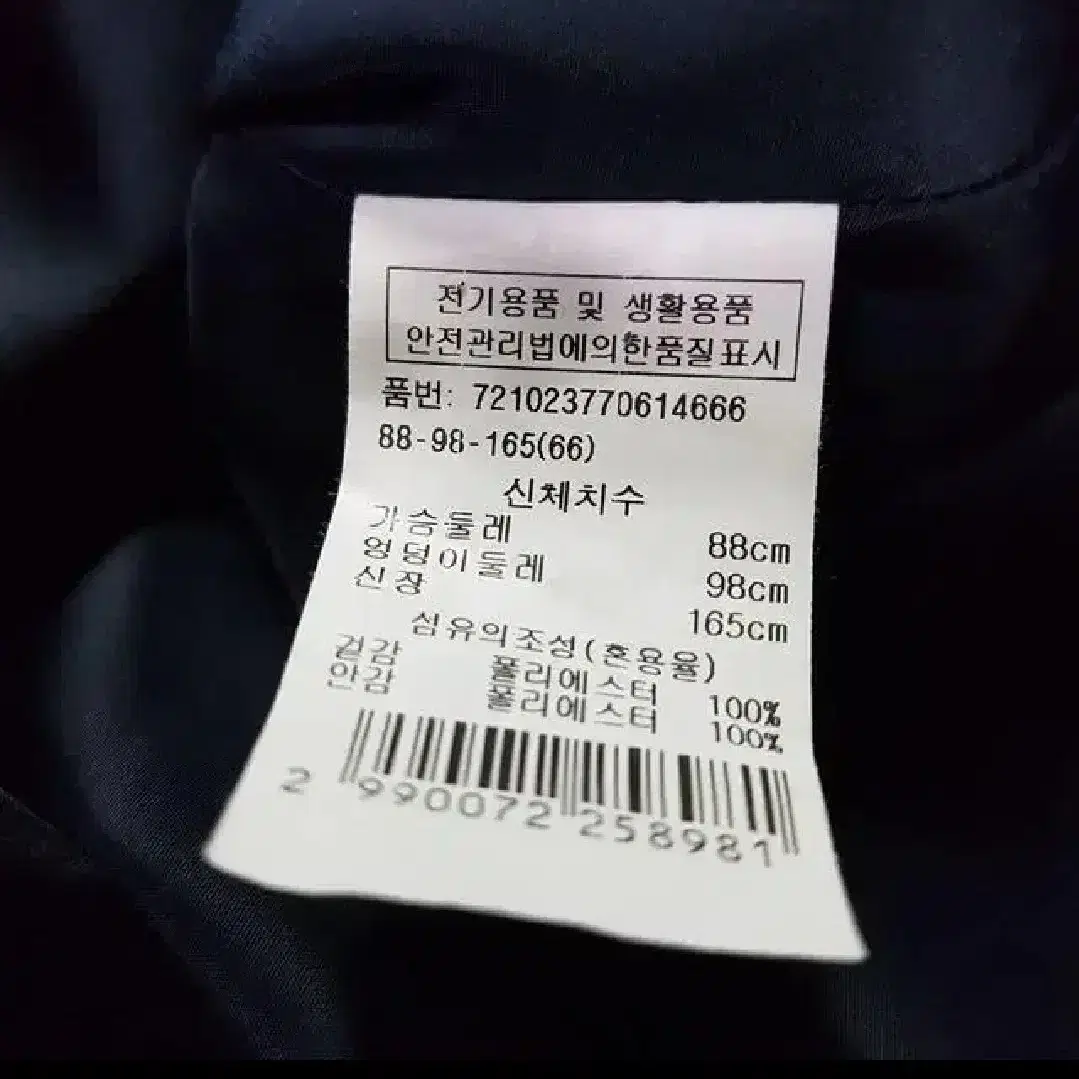 전기용품 및 생활용품
안전관리법에의한품질표시
품번: 721023770614666
88-98-165(66)
신체치수
가슴둘레 88cm
엉덩이둘레 98cm
신장 165cm
섬유의조성(혼용율)
겉감 폴리에스터 100%
안감 폴리에스터 100%
2 990072 258981